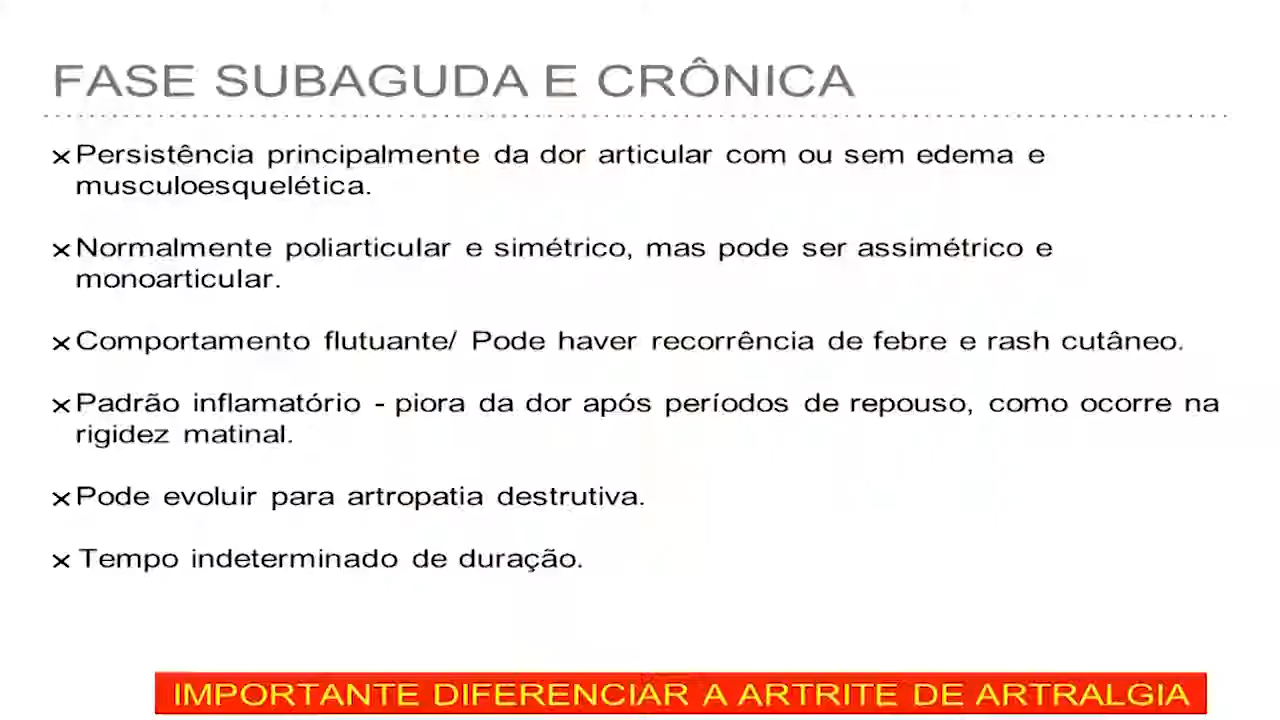 FASE SUBAGUDA E CRÔNICA
×Persistência principalmente da dor articular com ou sem edema e
musculoesquelética.
×Normalmente poliarticular e simétrico, mas pode ser assimétrico e
monoarticular.
×Comportamento flutuante/ Pode haver recorrência de febre e rash cutâneo.
×Padrão inflamatório - piora da dor após períodos de repouso, como ocorre na
rigidez matinal.
×Pode evoluir para artropatia destrutiva.
× Tempo indeterminado de duração.
IMPORTANTE DIFERENCIAR A ARTRITE DE ARTRALGIA